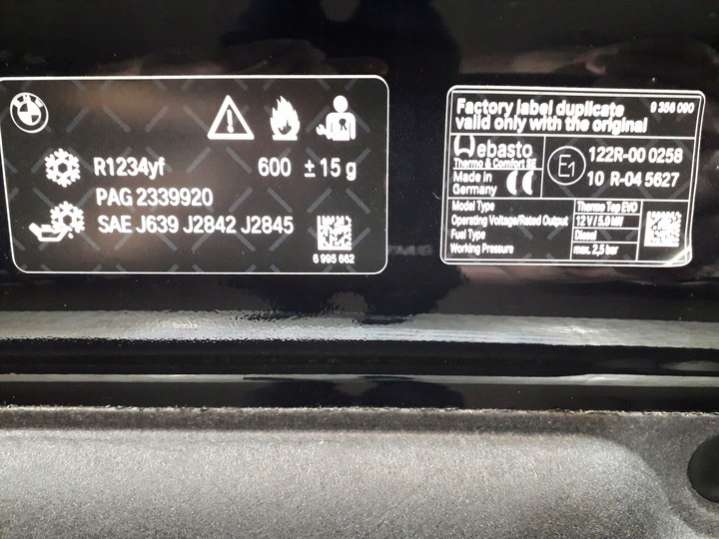 BMW
R1234yf 600 ± 15 g
PAG 2339920
SAE J639 J2842 J2845
6 995 662
Factory label duplicate 9 356 090
valid only with the original
Webasto
Thermo & Comfort SE
Made in
Germany
E1
122R-00 0258
10 R-04 5627
Model Type Thermo Top EVO
Operating Voltage/Rated Output 12 V / 5.0 kW
Fuel Type Diesel
Working Pressure max. 2,5 bar